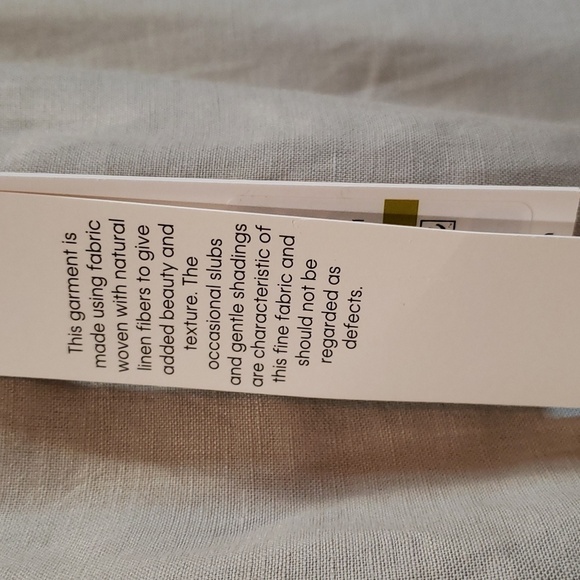 This garment is
made using fabric
woven with natural
linen fibers to give
added beauty and
texture. The
occasional slubs
and gentle shadings
are characteristic of
this fine fabric and
should not be
regarded as
defects.